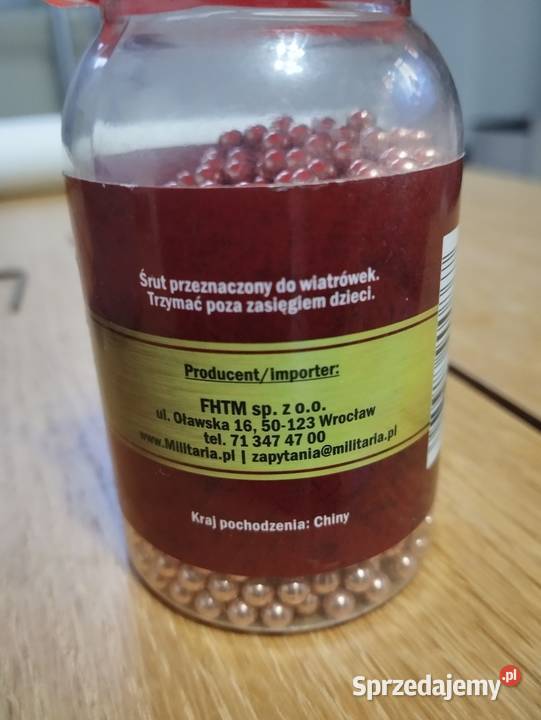 Śrut przeznaczony do wiatrówek.
Trzymać poza zasięgiem dzieci.
Producent/importer:
FHTM sp. z o.o.
ul. Oławska 16, 50-123 Wrocław
tel. 71 347 47 00
www.Militaria.pl | zapytania@militaria.pl
Kraj pochodzenia: Chiny
Sprzedajemy.pl